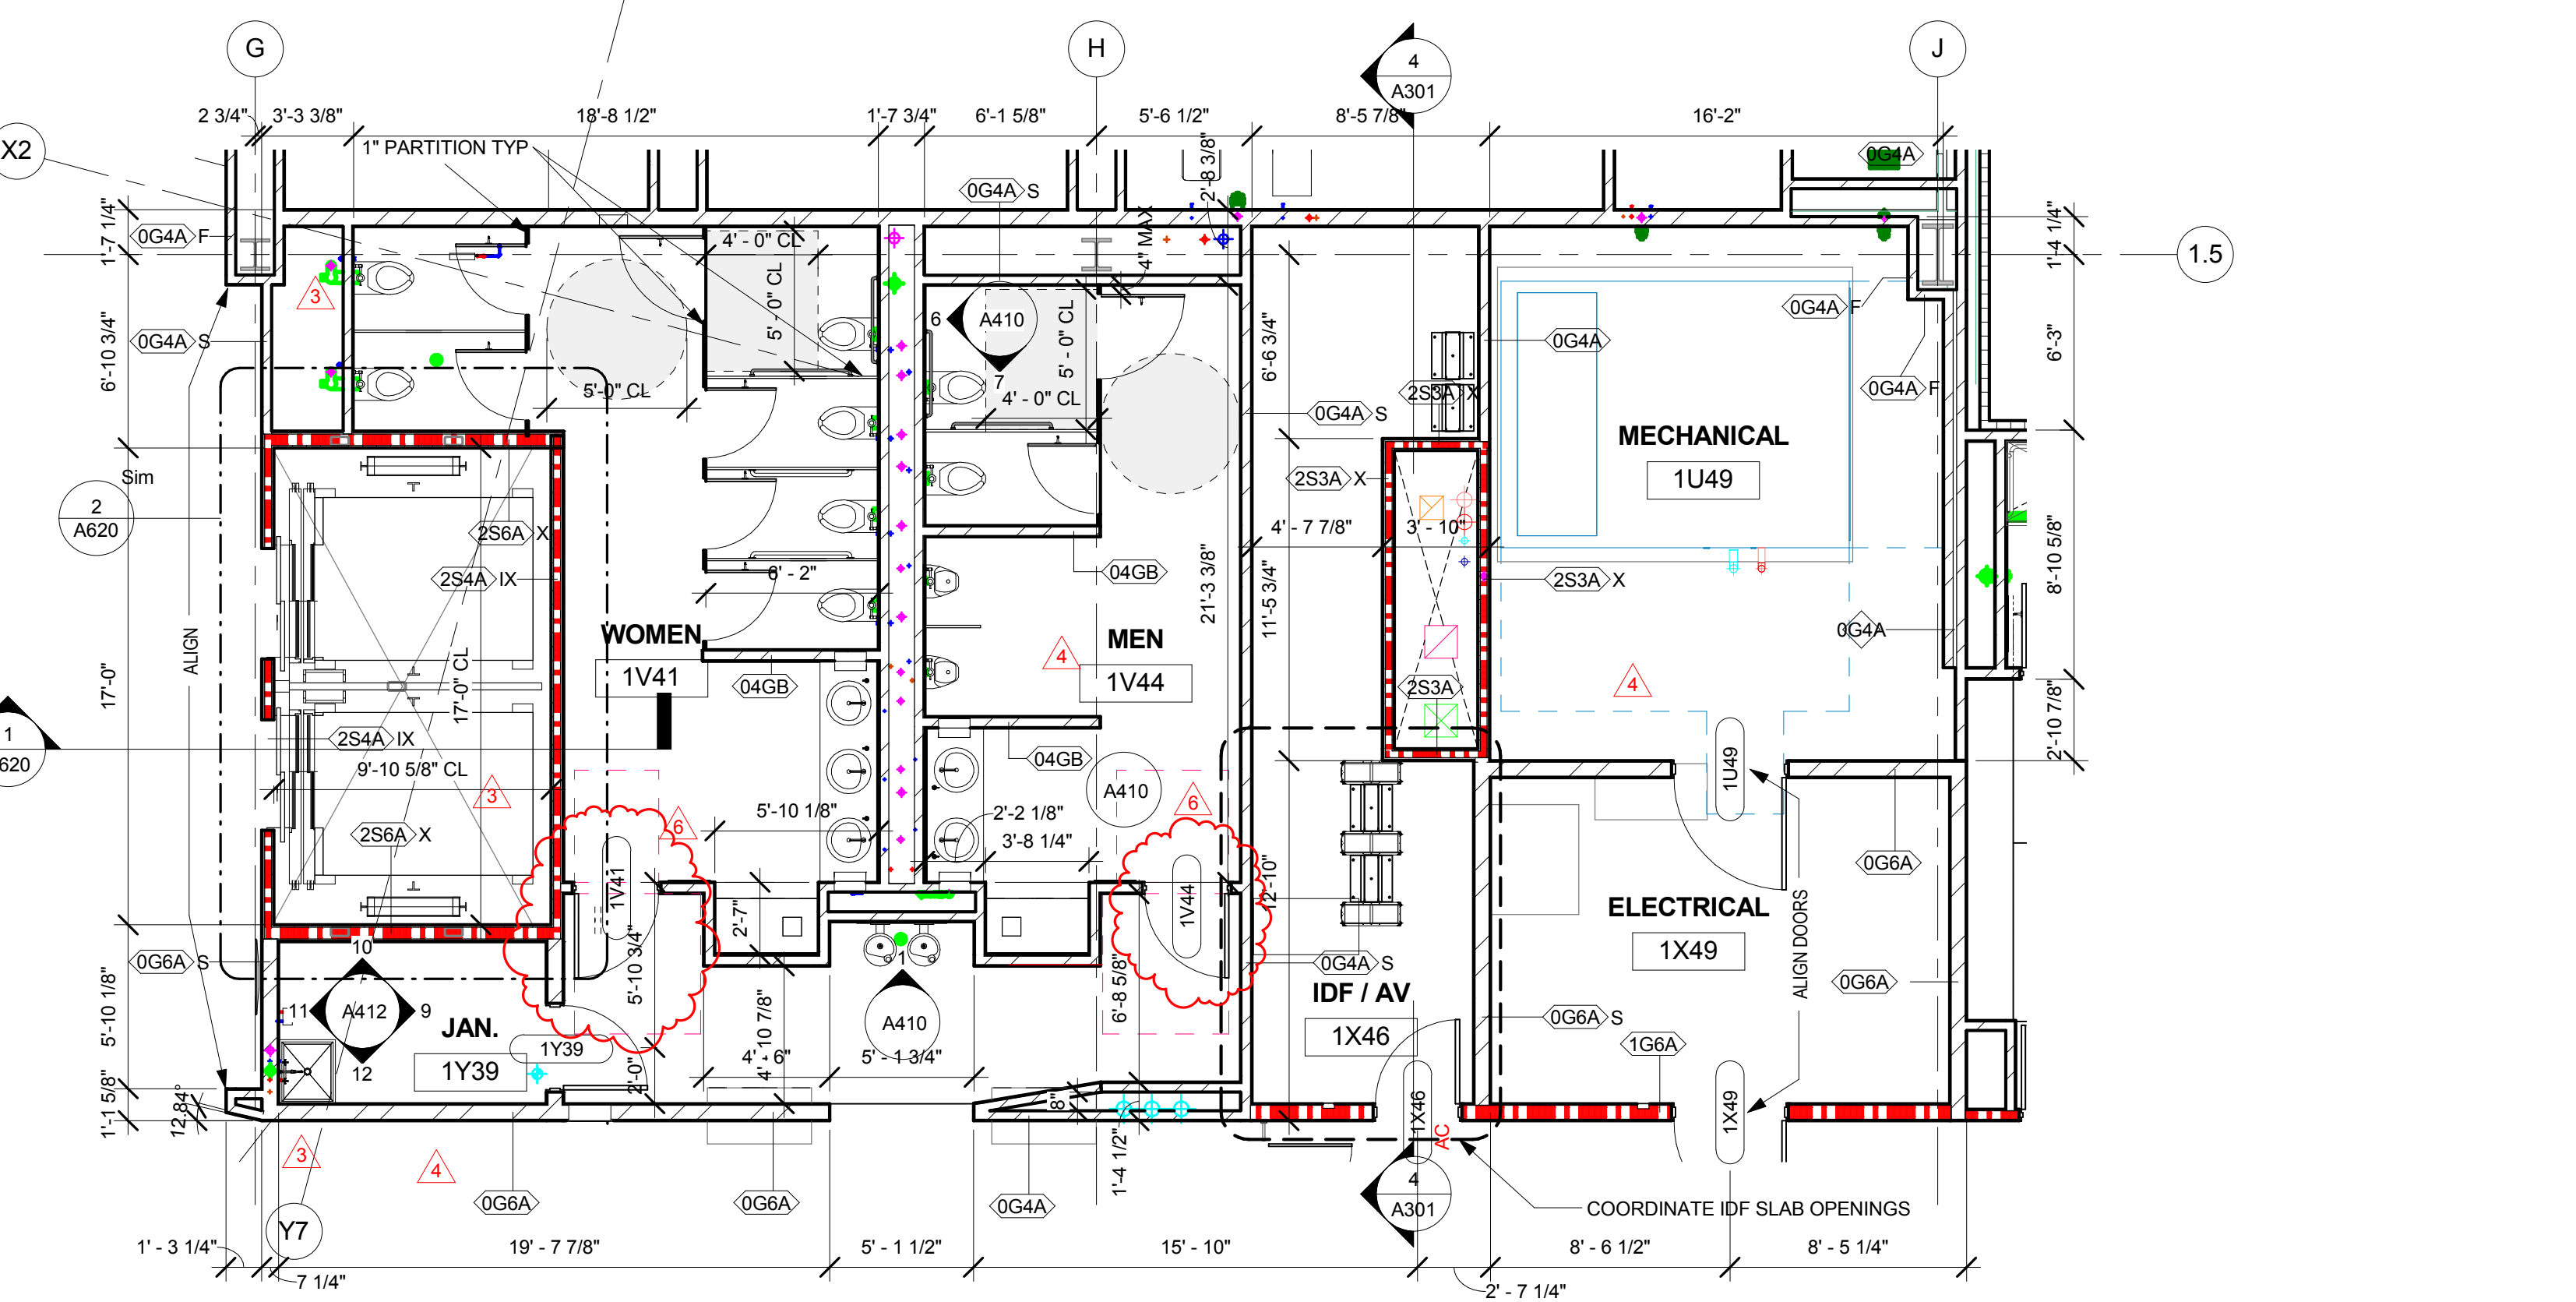 G
H
4
A301
J
X2
2 3/4"
3'-3 3/8"
18'-8 1/2"
1'-7 3/4"
6'-1 5/8"
5'-6 1/2"
8'-5 7/8"
16'-2"
1" PARTITION TYP
0G4A
0G4A S
2'-8 3/8"
1'-7 1/4"
0G4A F
4' - 0" CL
5' - 0" CL
4" MAX
1'-4 1/4"
1.5
3
0G4A S
6'-10 3/4"
5'-0" CL
6
A410
7
5' - 0" CL
4' - 0" CL
6'-6 3/4"
0G4A S
0G4A
2S3A X
0G4A F
0G4A F
6'-3"
MECHANICAL
1U49
Sim
2
A620
2S6A X
2S4A IX
2S3A X
4' - 7 7/8"
3' - 10"
2S3A X
8'-10 5/8"
6' - 2"
04GB
21'-3 3/8"
11'-5 3/4"
ALIGN
17'-0"
17'-0" CL
WOMEN
1V41
04GB
4
MEN
1V44
0G4A
2S3A
4
1
620
2S4A IX
9'-10 5/8" CL
3
2S6A X
04GB
A410
6
6
5'-10 1/8"
2'-2 1/8"
3'-8 1/4"
1U49
2'-10 7/8"
0G6A
1V41
1V44
12'-10"
2'-7"
ELECTRICAL
1X49
ALIGN DOORS
0G6A S
10
11
A412
9
12
JAN.
1Y39
1Y39
5'-10 3/4"
1
A410
4' - 10 7/8"
4' - 6"
5' - 1 3/4"
6'-8 5/8"
0G4A S
IDF / AV
1X46
0G6A S
1G6A
0G6A
5'-10 1/8"
1'-1 5/8"
12.84°
2'-0"
8"
1'-4 1/2"
1X46
AC
1X49
3
4
0G6A
0G6A
0G4A
4
A301
COORDINATE IDF SLAB OPENINGS
Y7
1' - 3 1/4"
7 1/4"
19' - 7 7/8"
5' - 1 1/2"
15' - 10"
2' - 7 1/4"
8' - 6 1/2"
8' - 5 1/4"